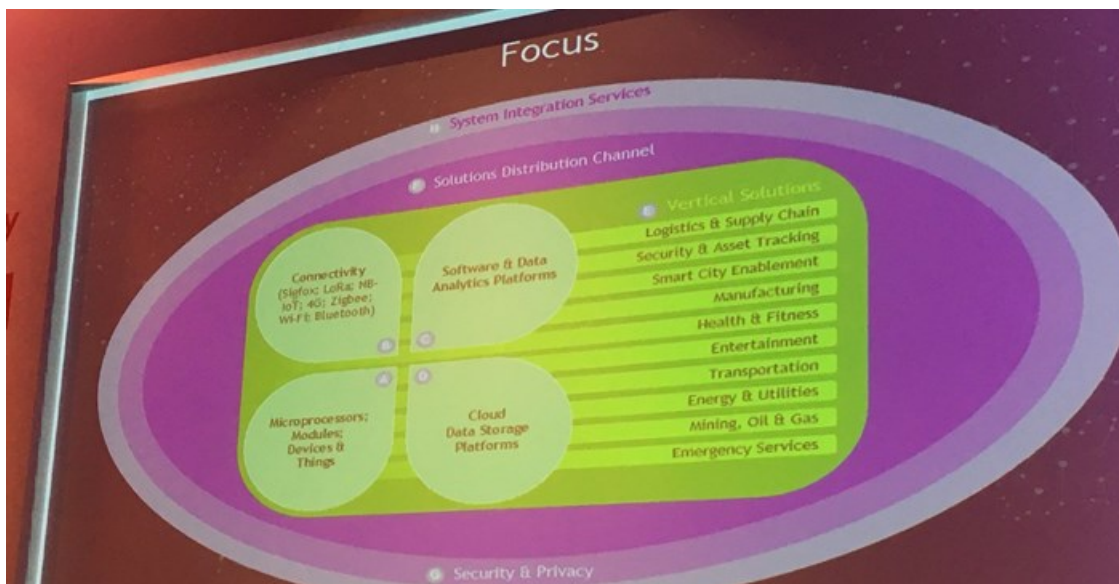 Focus
System Integration Services
F Solutions Distribution Channel
E Vertical Solutions
Logistics & Supply Chain
Security & Asset Tracking
Smart City Enablement
Manufacturing
Health & Fitness
Entertainment
Transportation
Energy & Utilities
Mining, Oil & Gas
Emergency Services
Connectivity
(Sigfox; LoRa; NB-
IoT; 4G; Zigbee;
Wi-Fi; Bluetooth)
B
Software & Data
Analytics Platforms
C
A
Microprocessors;
Modules;
Devices &
Things
D
Cloud
Data Storage
Platforms
G Security & Privacy